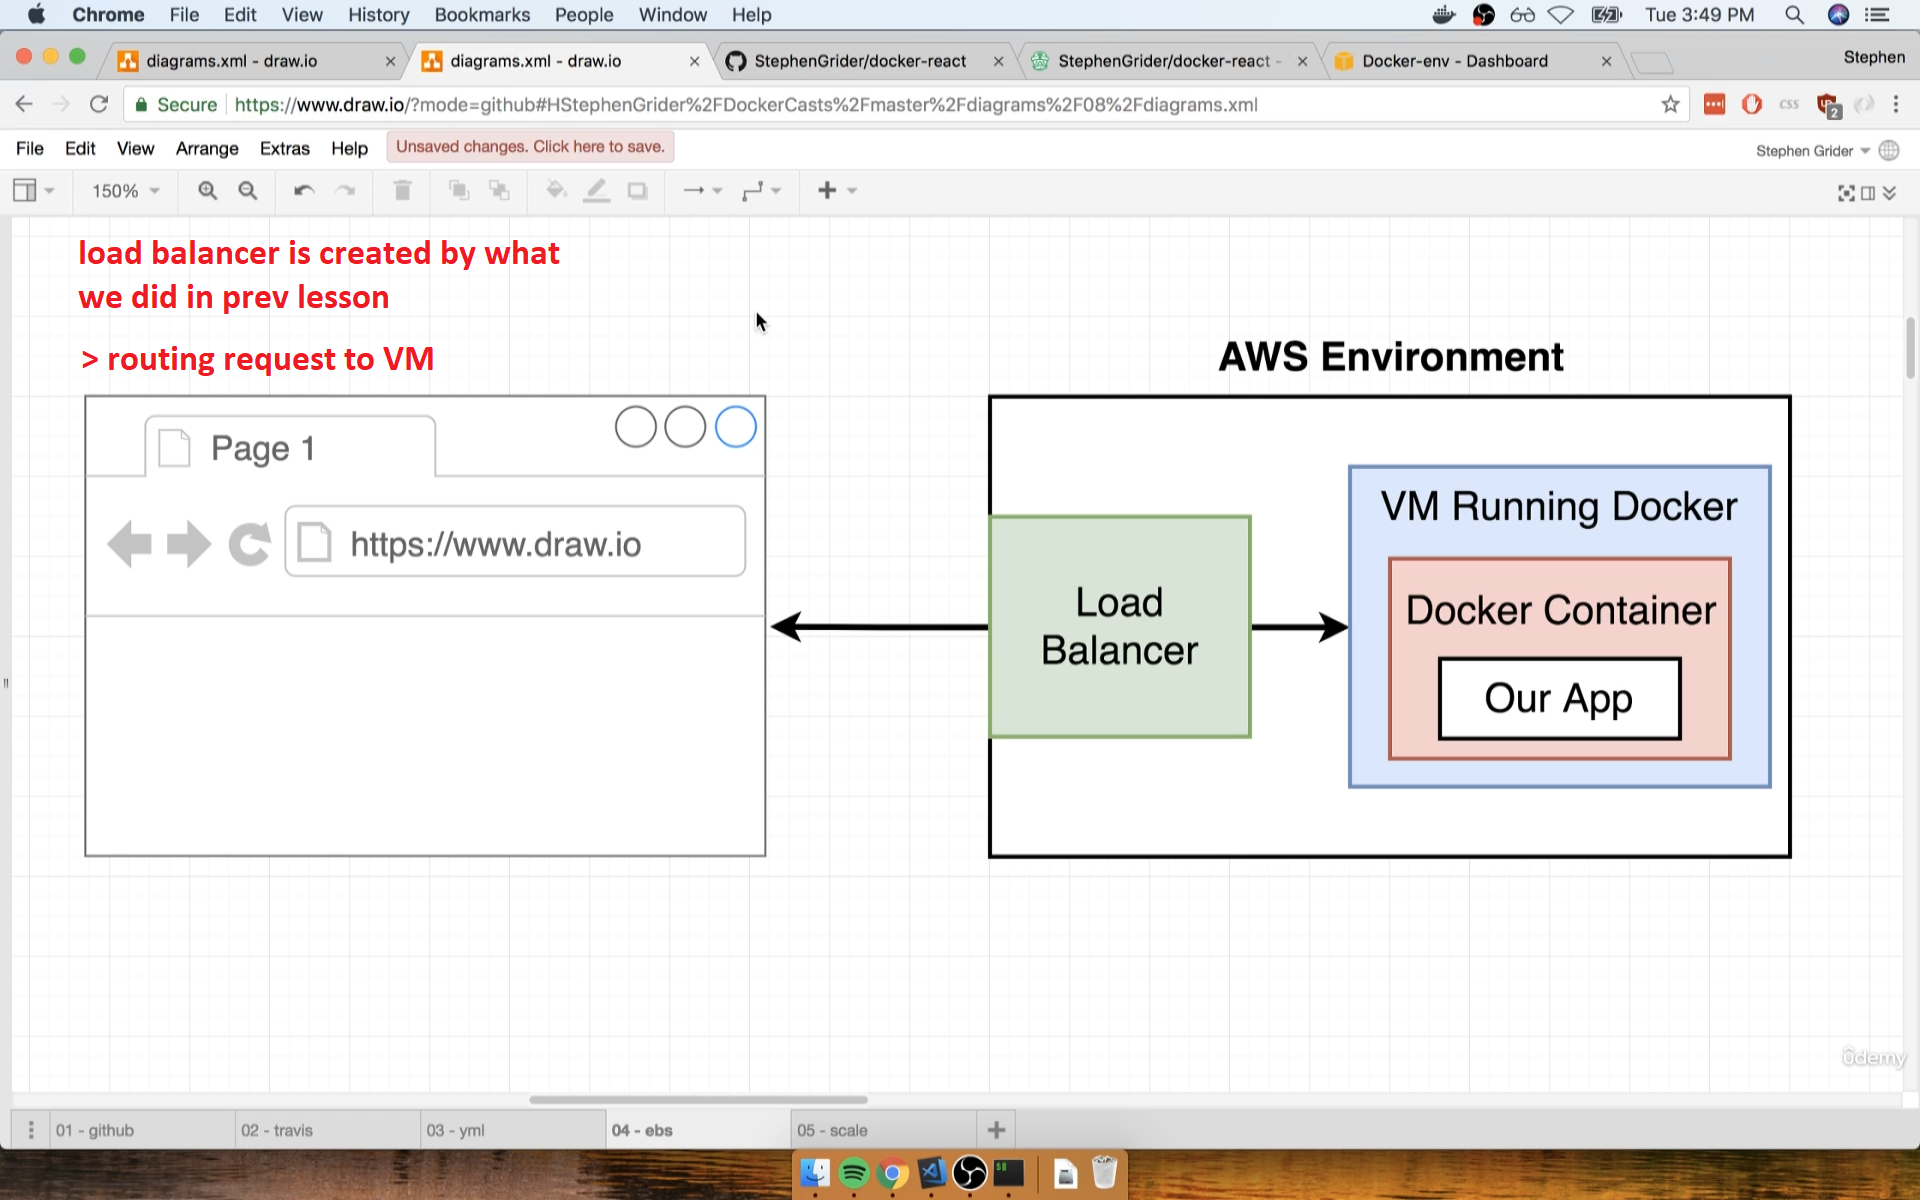 Chrome File Edit View History Bookmarks People Window Help Tue 3:49 PM
diagrams.xml - draw.io diagrams.xml - draw.io StephenGrider/docker-react StephenGrider/docker-react - Docker-env - Dashboard Stephen
Secure https://www.draw.io/?mode=github#HStephenGrider%2FDockerCasts%2Fmaster%2Fdiagrams%2F08%2Fdiagrams.xml css 2
File Edit View Arrange Extras Help Unsaved changes. Click here to save. Stephen Grider
150%
load balancer is created by what
we did in prev lesson
> routing request to VM
AWS Environment
Page 1
https://www.draw.io
Load
Balancer
VM Running Docker
Docker Container
Our App
ûdemy
01 - github 02 - travis 03 - yml 04 - ebs 05 - scale